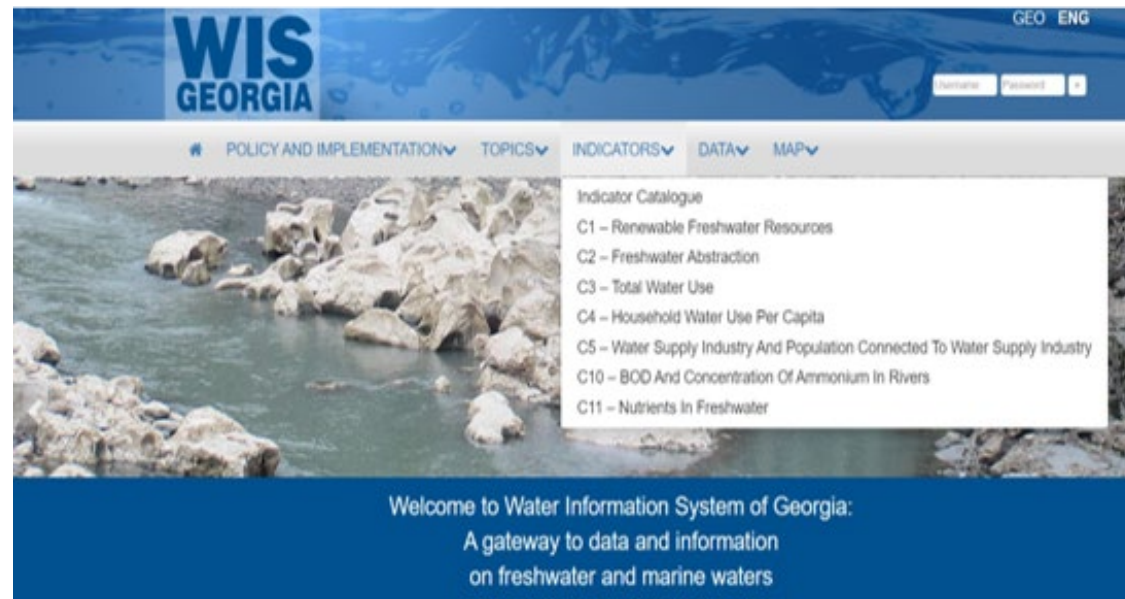 GEO ENG
WIS
GEORGIA
Username Password
POLICY AND IMPLEMENTATION TOPICS INDICATORS DATA MAP
Indicator Catalogue
C1 – Renewable Freshwater Resources
C2 – Freshwater Abstraction
C3 – Total Water Use
C4 – Household Water Use Per Capita
C5 – Water Supply Industry And Population Connected To Water Supply Industry
C10 – BOD And Concentration Of Ammonium In Rivers
C11 – Nutrients In Freshwater
Welcome to Water Information System of Georgia:
A gateway to data and information
on freshwater and marine waters